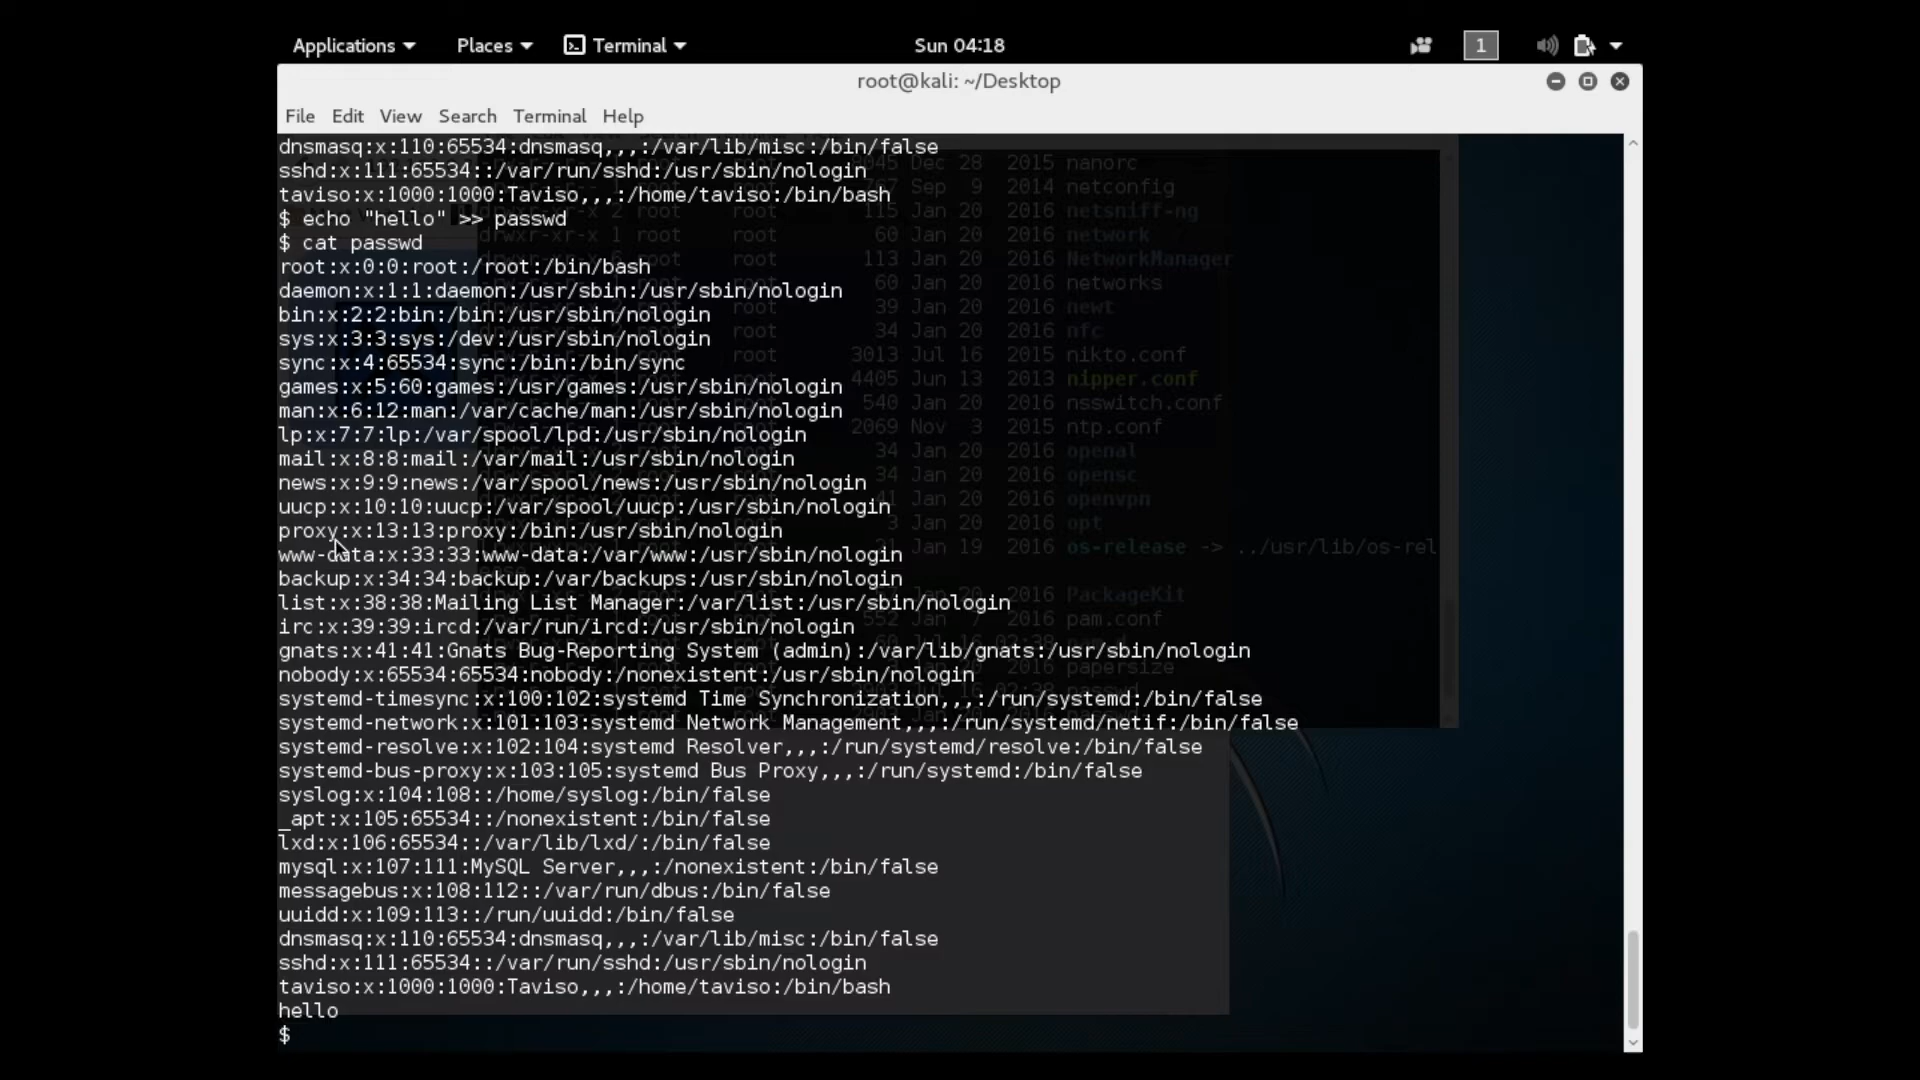 Applications Places Terminal Sun 04:18 1
root@kali: ~/Desktop
File Edit View Search Terminal Help
dnsmasq:x:110:65534:dnsmasq,,,:/var/lib/misc:/bin/false
sshd:x:111:65534::/var/run/sshd:/usr/sbin/nologin
taviso:x:1000:1000:Taviso,,,:/home/taviso:/bin/bash
$ echo "hello" >> passwd
$ cat passwd
root:x:0:0:root:/root:/bin/bash
daemon:x:1:1:daemon:/usr/sbin:/usr/sbin/nologin
bin:x:2:2:bin:/bin:/usr/sbin/nologin
sys:x:3:3:sys:/dev:/usr/sbin/nologin
sync:x:4:65534:sync:/bin:/bin/sync
games:x:5:60:games:/usr/games:/usr/sbin/nologin
man:x:6:12:man:/var/cache/man:/usr/sbin/nologin
lp:x:7:7:lp:/var/spool/lpd:/usr/sbin/nologin
mail:x:8:8:mail:/var/mail:/usr/sbin/nologin
news:x:9:9:news:/var/spool/news:/usr/sbin/nologin
uucp:x:10:10:uucp:/var/spool/uucp:/usr/sbin/nologin
proxy:x:13:13:proxy:/bin:/usr/sbin/nologin
www-data:x:33:33:www-data:/var/www:/usr/sbin/nologin
backup:x:34:34:backup:/var/backups:/usr/sbin/nologin
list:x:38:38:Mailing List Manager:/var/list:/usr/sbin/nologin
irc:x:39:39:ircd:/var/run/ircd:/usr/sbin/nologin
gnats:x:41:41:Gnats Bug-Reporting System (admin):/var/lib/gnats:/usr/sbin/nologin
nobody:x:65534:65534:nobody:/nonexistent:/usr/sbin/nologin
systemd-timesync:x:100:102:systemd Time Synchronization,,,:/run/systemd:/bin/false
systemd-network:x:101:103:systemd Network Management,,,:/run/systemd/netif:/bin/false
systemd-resolve:x:102:104:systemd Resolver,,,:/run/systemd/resolve:/bin/false
systemd-bus-proxy:x:103:105:systemd Bus Proxy,,,:/run/systemd:/bin/false
syslog:x:104:108::/home/syslog:/bin/false
_apt:x:105:65534::/nonexistent:/bin/false
lxd:x:106:65534::/var/lib/lxd/:/bin/false
mysql:x:107:111:MySQL Server,,,:/nonexistent:/bin/false
messagebus:x:108:112::/var/run/dbus:/bin/false
uuidd:x:109:113::/run/uuidd:/bin/false
dnsmasq:x:110:65534:dnsmasq,,,:/var/lib/misc:/bin/false
sshd:x:111:65534::/var/run/sshd:/usr/sbin/nologin
taviso:x:1000:1000:Taviso,,,:/home/taviso:/bin/bash
hello
$
Dec 28 2015 nanorc
Sep 9 2014 netconfig
Jan 20 2016 netsniff-ng
60 Jan 20 2016 network
113 Jan 20 2016 NetworkManager
60 Jan 20 2016 networks
39 Jan 20 2016 newt
34 Jan 20 2016 nfc
3013 Jul 16 2015 nikto.conf
4405 Jun 13 2013 nipper.conf
540 Jan 20 2016 nsswitch.conf
2069 Nov 3 2015 ntp.conf
34 Jan 20 2016 openal
34 Jan 20 2016 opensc
Jan 20 2016 openvpn
3 Jan 20 2016 opt
21 Jan 19 2016 os-release -> ../usr/lib/os-rel
2016 PackageKit
552 Jan 7 2016 pam.conf
2016 papersize